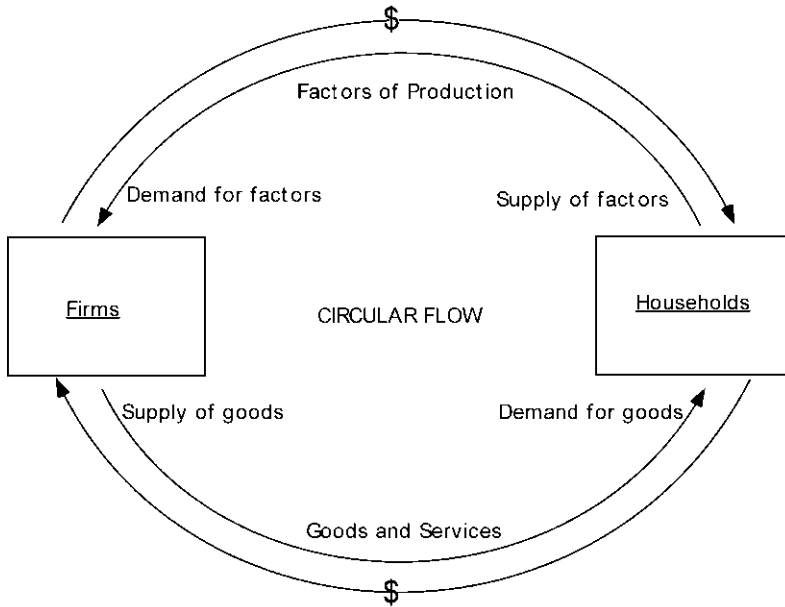 $
Factors of Production
Demand for factors
Supply of factors
Firms
CIRCULAR FLOW
Households
Supply of goods
Demand for goods
Goods and Services
$